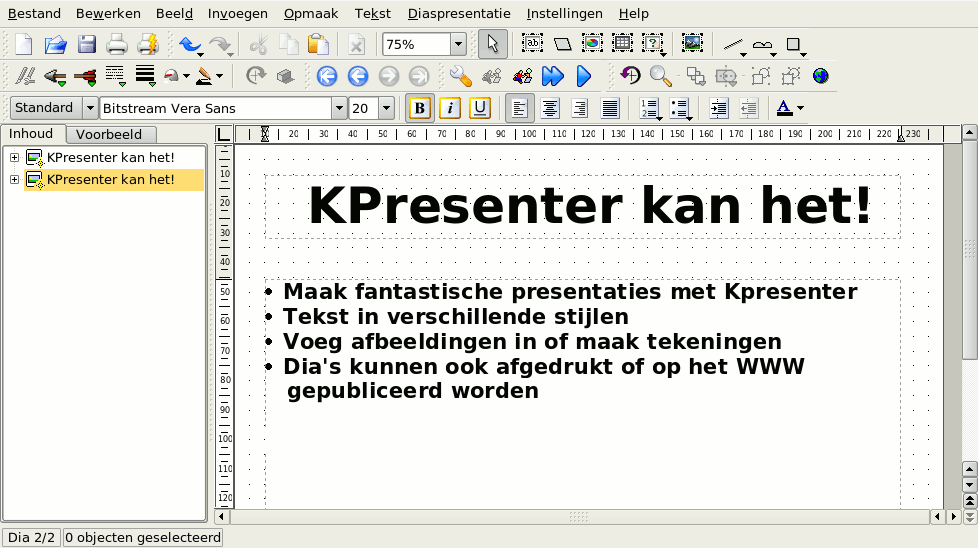 Bestand Bewerken Beeld Invoegen Opmaak Tekst Diaspresentatie Instellingen Help
75%
Standard Bitstream Vera Sans 20 B i U A
Inhoud Voorbeeld
KPresenter kan het!
KPresenter kan het!
20 30 40 50 60 70 80 90 100 110 120 130 140 150 160 170 180 190 200 210 220 230
10
20
30
40
50
60
70
80
90
100
110
120
KPresenter kan het!
• Maak fantastische presentaties met Kpresenter
• Tekst in verschillende stijlen
• Voeg afbeeldingen in of maak tekeningen
• Dia's kunnen ook afgedrukt of op het WWW
gepubliceerd worden
Dia 2/2 0 objecten geselecteerd